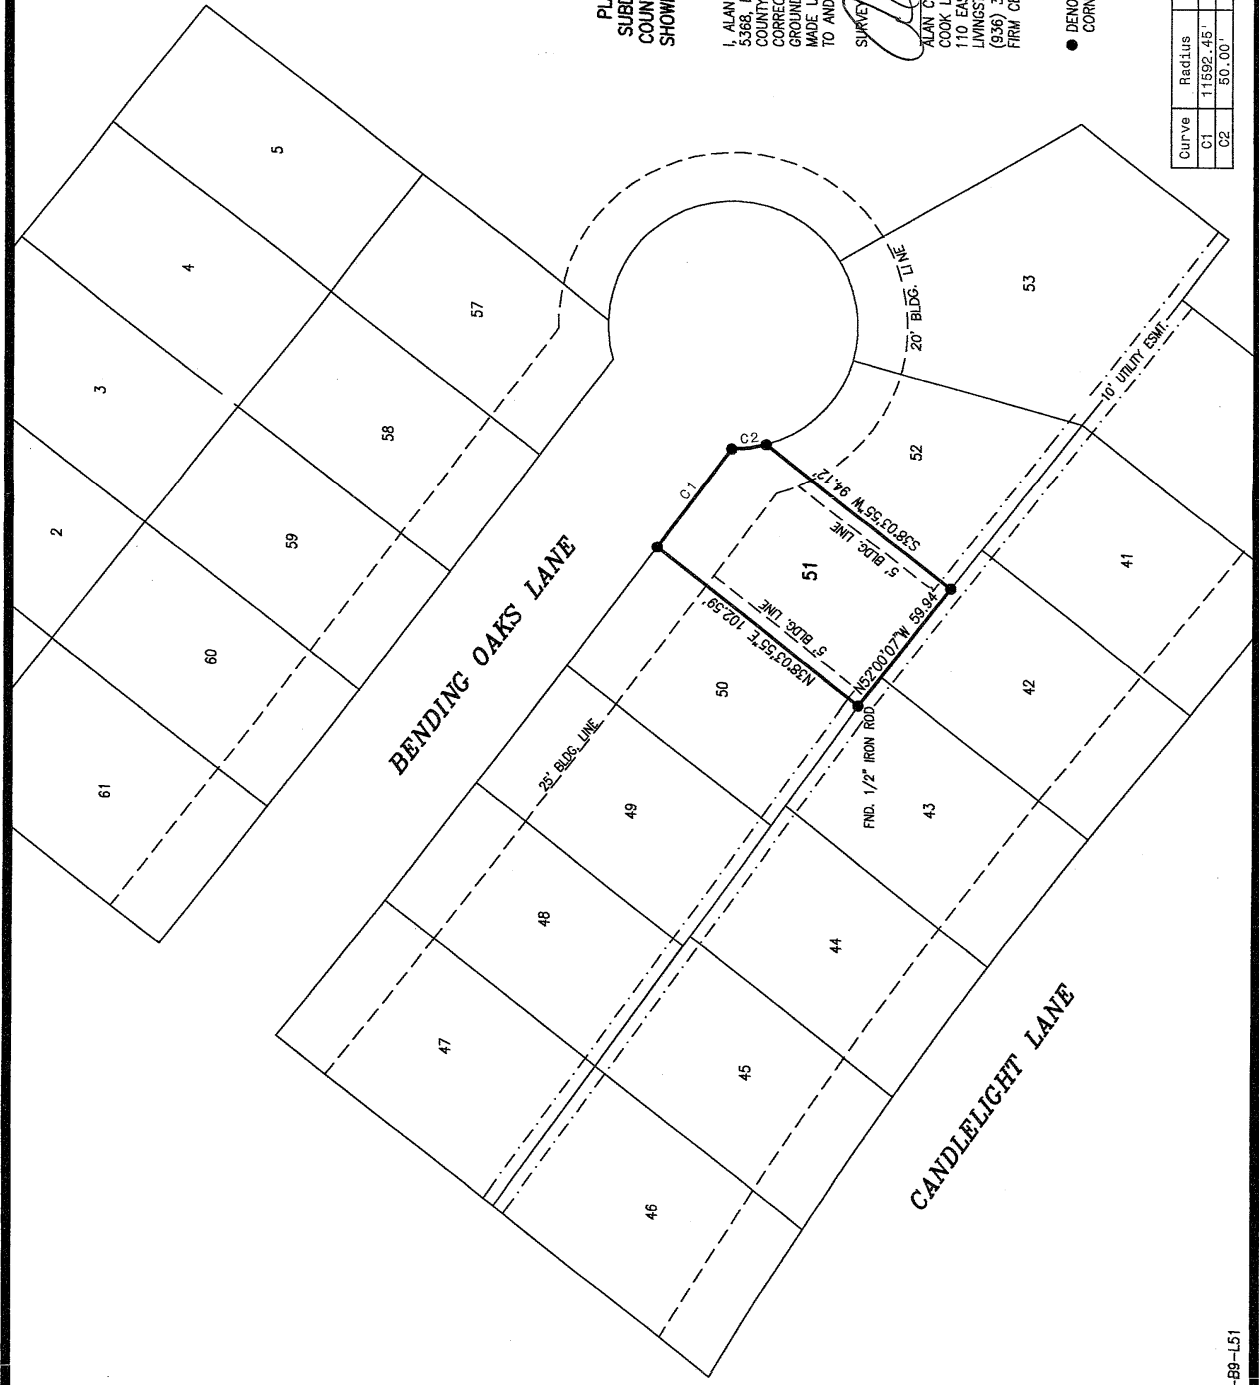 PL
SUBD
COUN
SHOWI
I, ALAN
5368, I
COUNTY
CORREC
GROUND
MADE U
TO AND
SURVEY
ALAN C
COOK L
110 EAS
LIVINGS
(936) 3
FIRM CE
● DENO
CORN
Curve Radius
C1 11592.45'
C2 50.00'
5
4
3
2
57
58
59
60
61
BENDING OAKS LANE
C1
C2
20' BLDG. LINE
53
52
10' UTILITY ESMT.
S38°03'55"W 94.12'
5' BLDG. LINE
51
5' BLDG. LINE
N38°03'55"E 102.59'
N52°00'07"W 59.94'
FND. 1/2" IRON ROD
25' BLDG. LINE
50
49
48
47
41
42
43
44
45
46
CANDLELIGHT LANE
-B9-L51